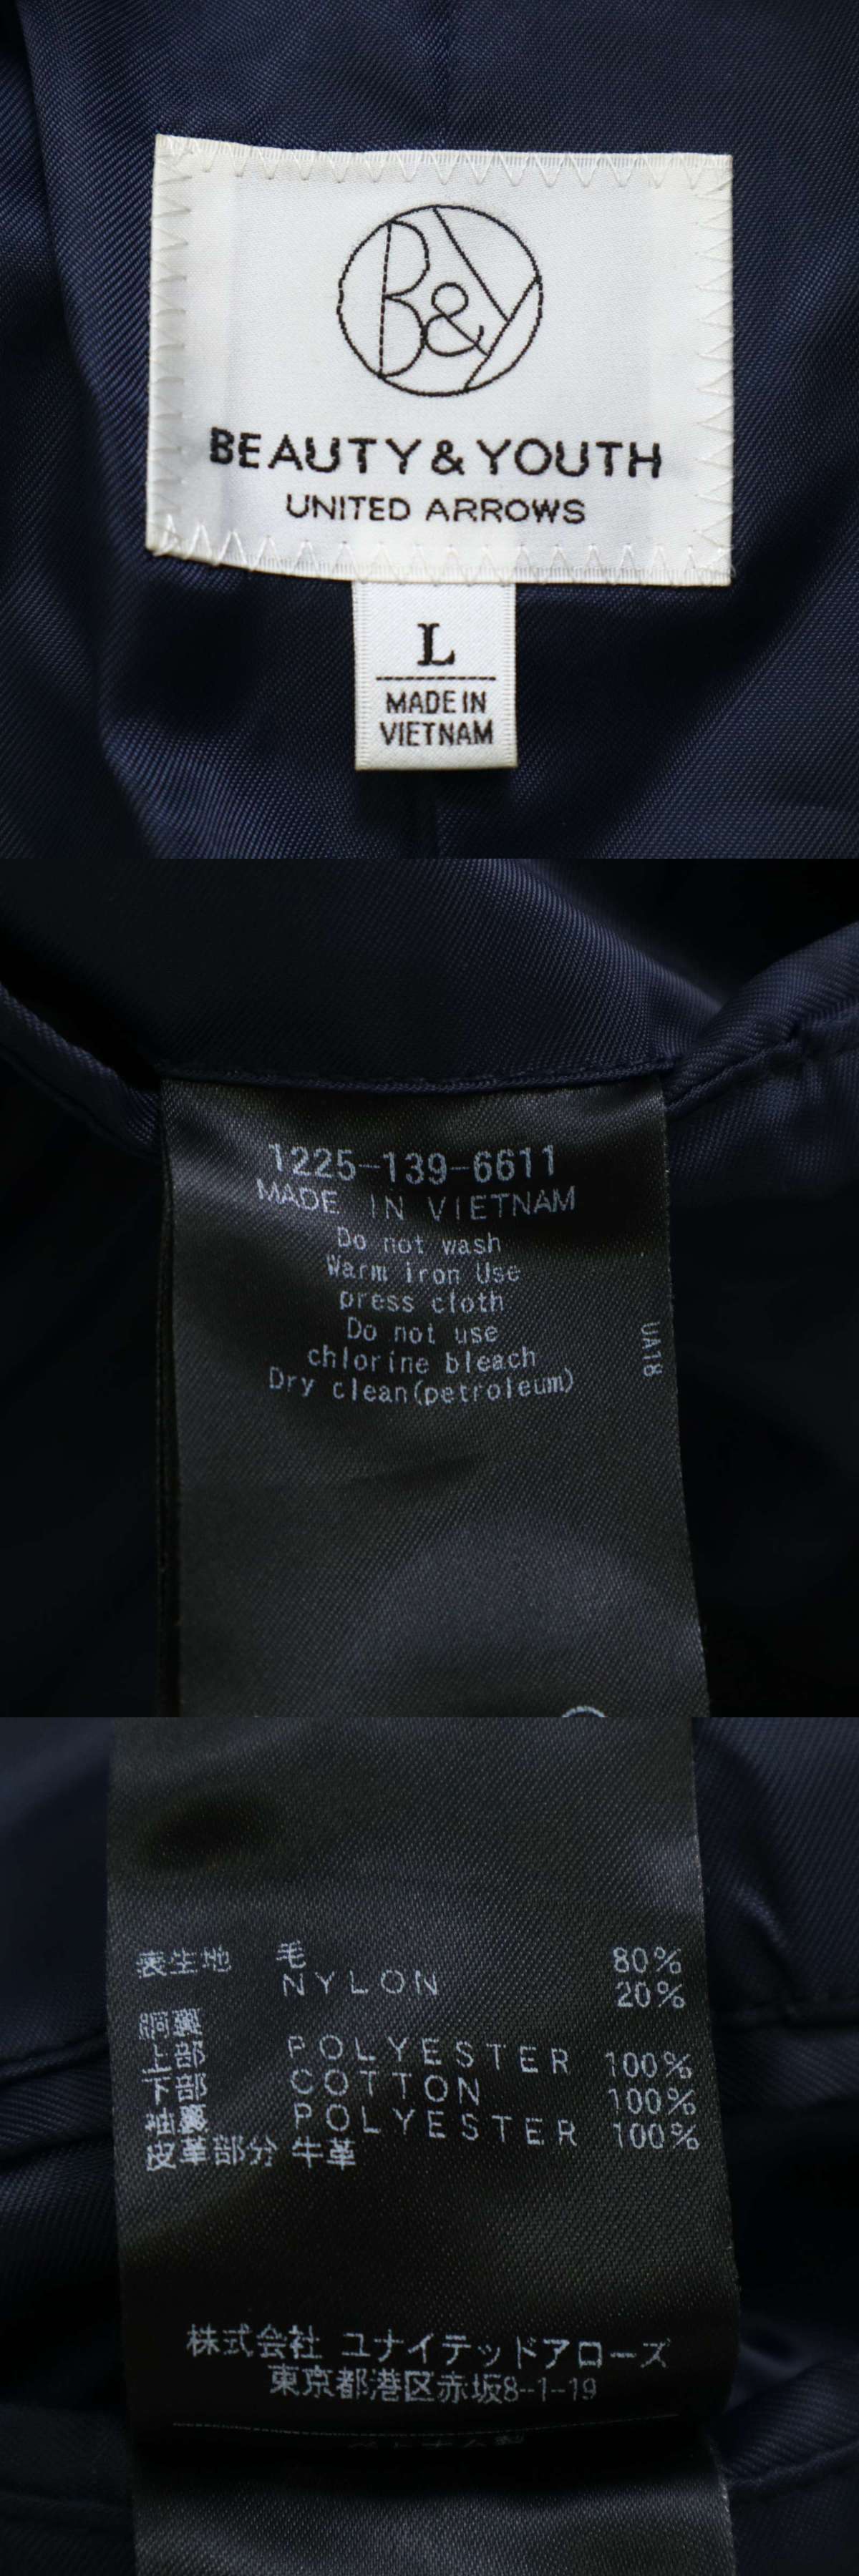 B&Y
BEAUTY & YOUTH
UNITED ARROWS
L
MADE IN
VIETNAM
1225-139-6611
MADE IN VIETNAM
Do not wash
Warm iron Use
press cloth
Do not use
chlorine bleach
Dry clean(petroleum)
UA18
表生地 毛 80%
NYLON 20%
胴裏
上部 POLYESTER 100%
下部 COTTON 100%
袖裏 POLYESTER 100%
皮革部分 牛革
株式会社 ユナイテッドアローズ
東京都港区赤坂8-1-19